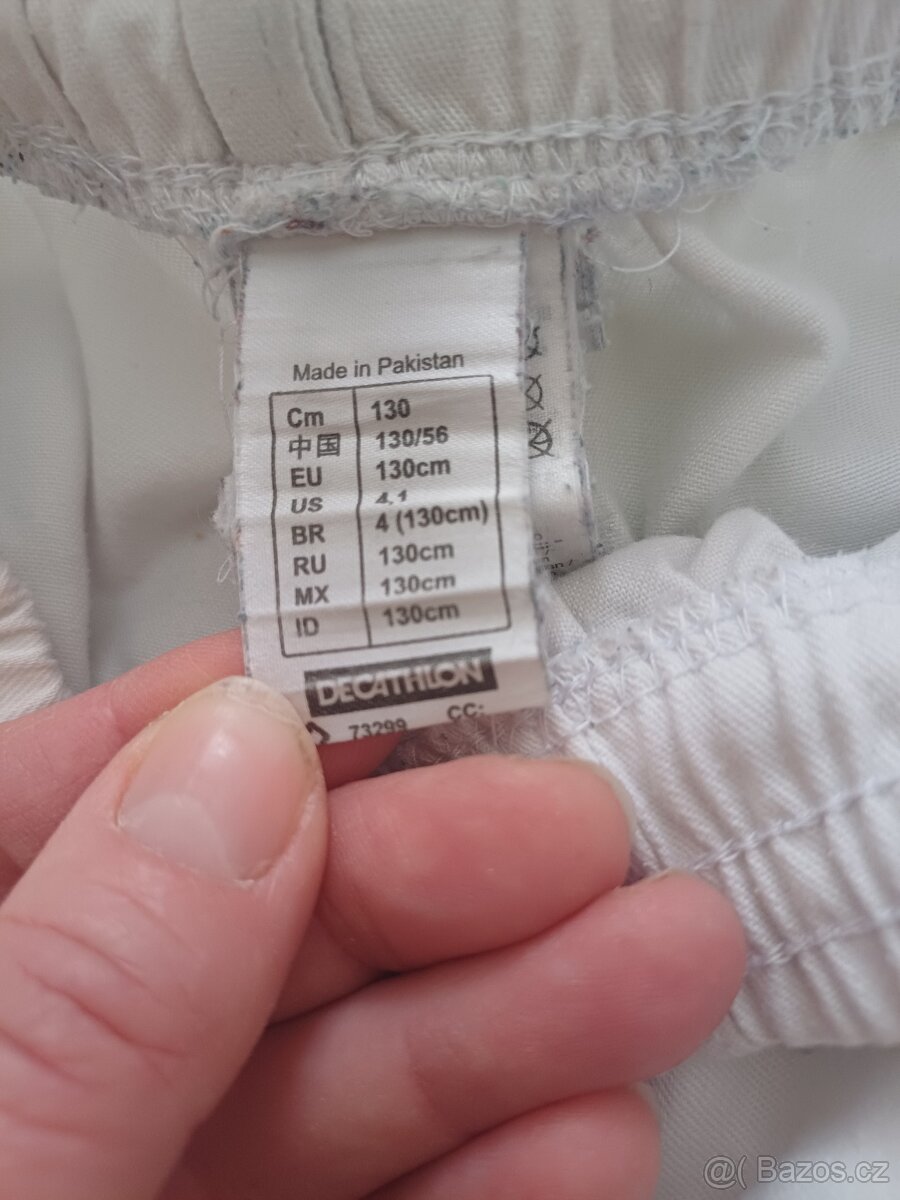 Made in Pakistan
Cm 130
中国 130/56
EU 130cm
US 4,1
BR 4 (130cm)
RU 130cm
MX 130cm
ID 130cm
DECATHLON
73299 CC:
@( Bazos.cz